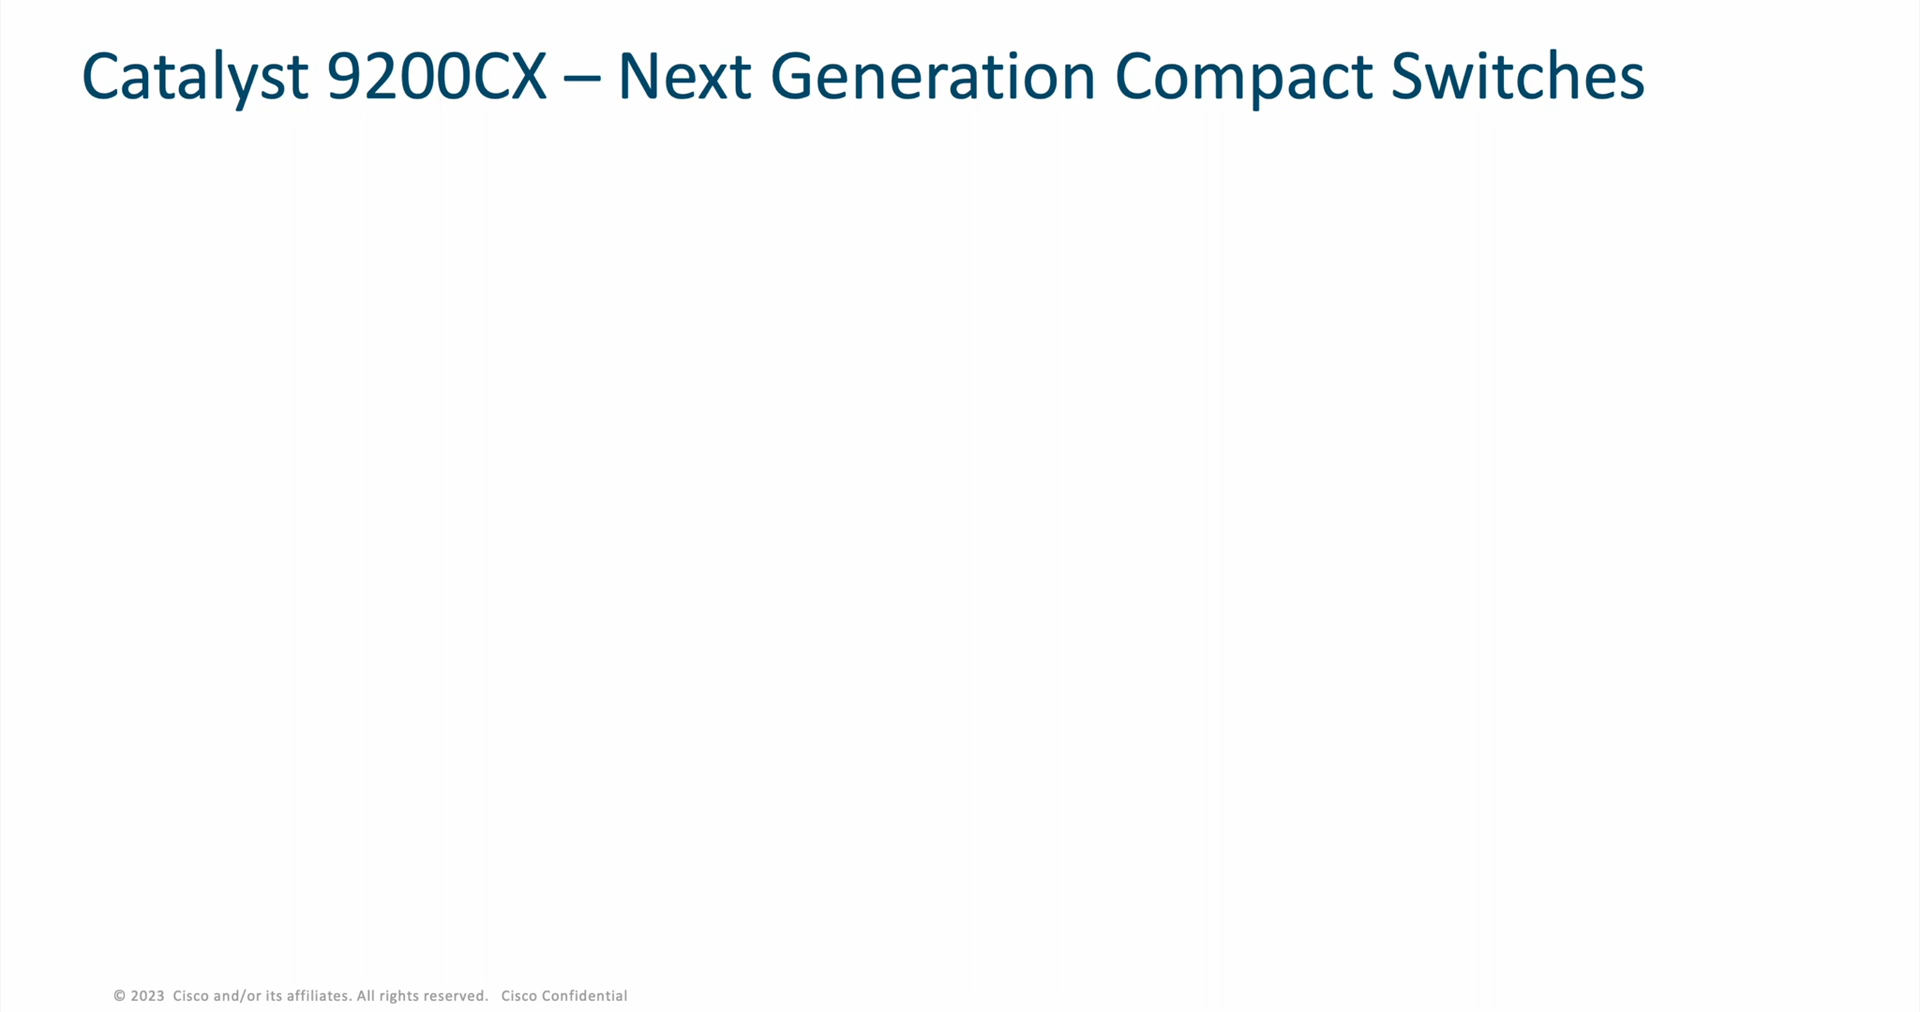 Catalyst 9200CX – Next Generation Compact Switches
© 2023 Cisco and/or its affiliates. All rights reserved. Cisco Confidential